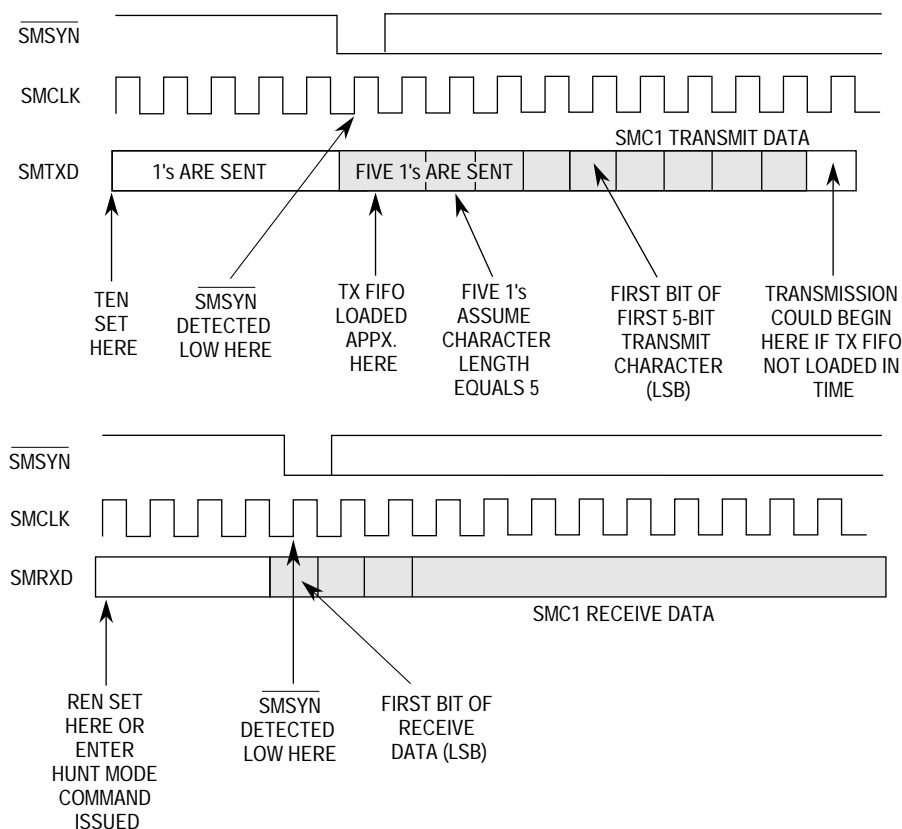 SMSYN
SMCLK
SMC1 TRANSMIT DATA
SMTXD
1's ARE SENT
FIVE 1's ARE SENT
TEN
SET
HERE
SMSYN
DETECTED
LOW HERE
TX FIFO
LOADED
APPX.
HERE
FIVE 1's
ASSUME
CHARACTER
LENGTH
EQUALS 5
FIRST BIT OF
FIRST 5-BIT
TRANSMIT
CHARACTER
(LSB)
TRANSMISSION
COULD BEGIN
HERE IF TX FIFO
NOT LOADED IN
TIME
SMSYN
SMCLK
SMRXD
SMC1 RECEIVE DATA
REN SET
HERE OR
ENTER
HUNT MODE
COMMAND
ISSUED
SMSYN
DETECTED
LOW HERE
FIRST BIT OF
RECEIVE
DATA (LSB)